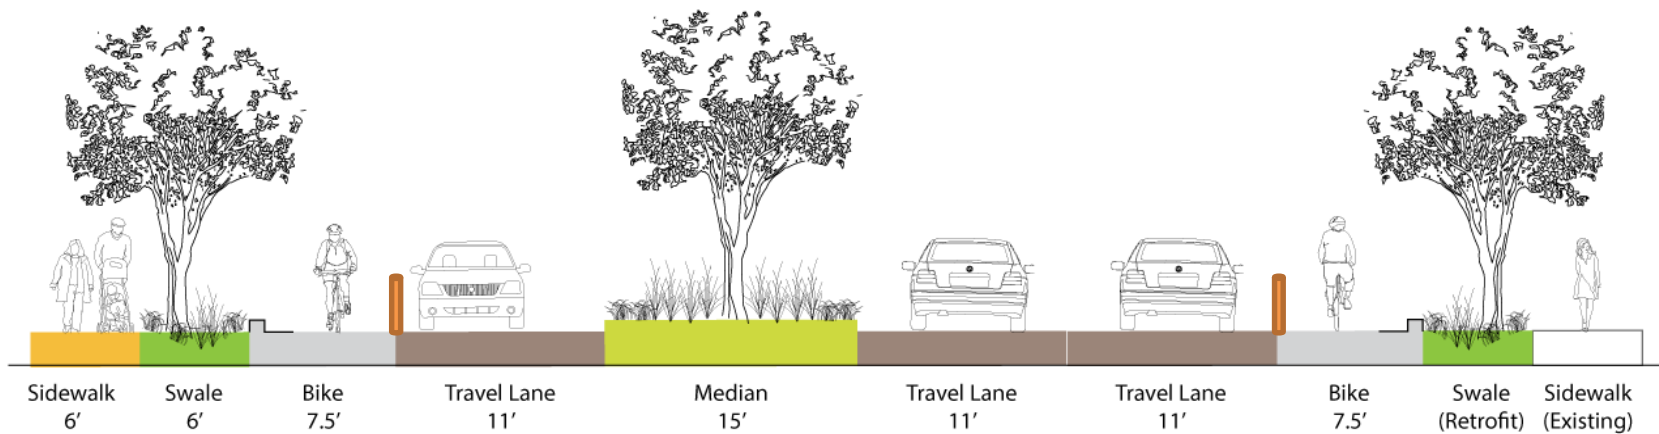 Sidewalk
6′
Swale
6′
Bike
7.5′
Travel Lane
11′
Median
15′
Travel Lane
11′
Travel Lane
11′
Bike
7.5′
Swale
(Retrofit)
Sidewalk
(Existing)